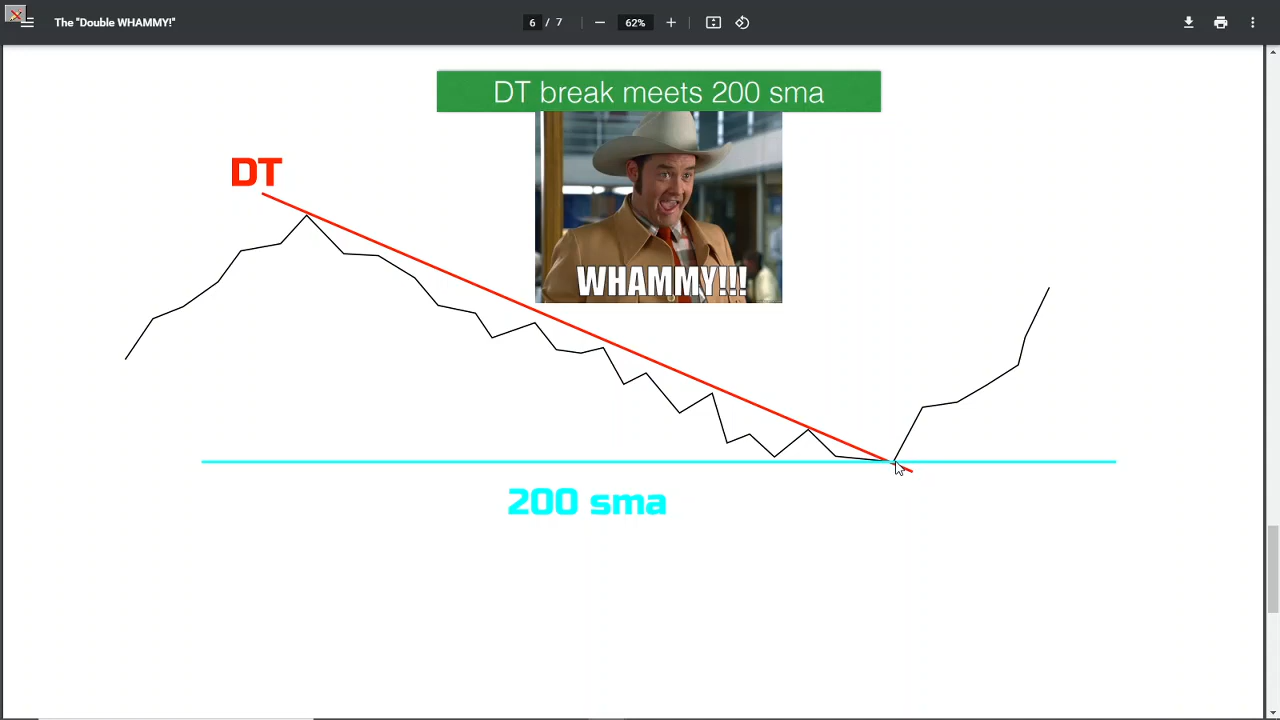 The "Double WHAMMY!"
6 / 7
62%
DT break meets 200 sma
WHAMMY!!!
DT
200 sma